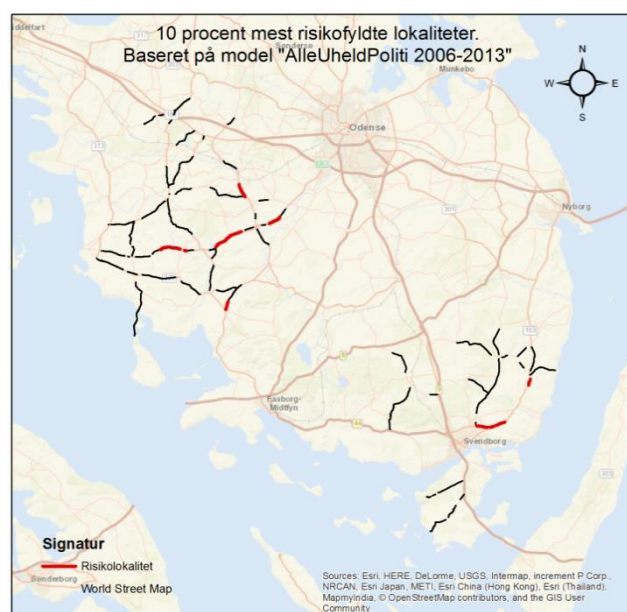 10 procent mest risikofyldte lokaliteter.
Baseret på model "AlleUheldPoliti 2006-2013"
Munkebo
N
W
E
S
Odense
Nyborg
Faaborg-
Midtfyn
Svendborg
Signatur
Risikolokalitet
World Street Map
Sonderborg
Sources: Esri, HERE, DeLorme, USGS, Intermap, increment P Corp.,
NRCAN, Esri Japan, METI, Esri China (Hong Kong), Esri (Thailand),
MapmyIndia, © OpenStreetMap contributors, and the GIS User
Community